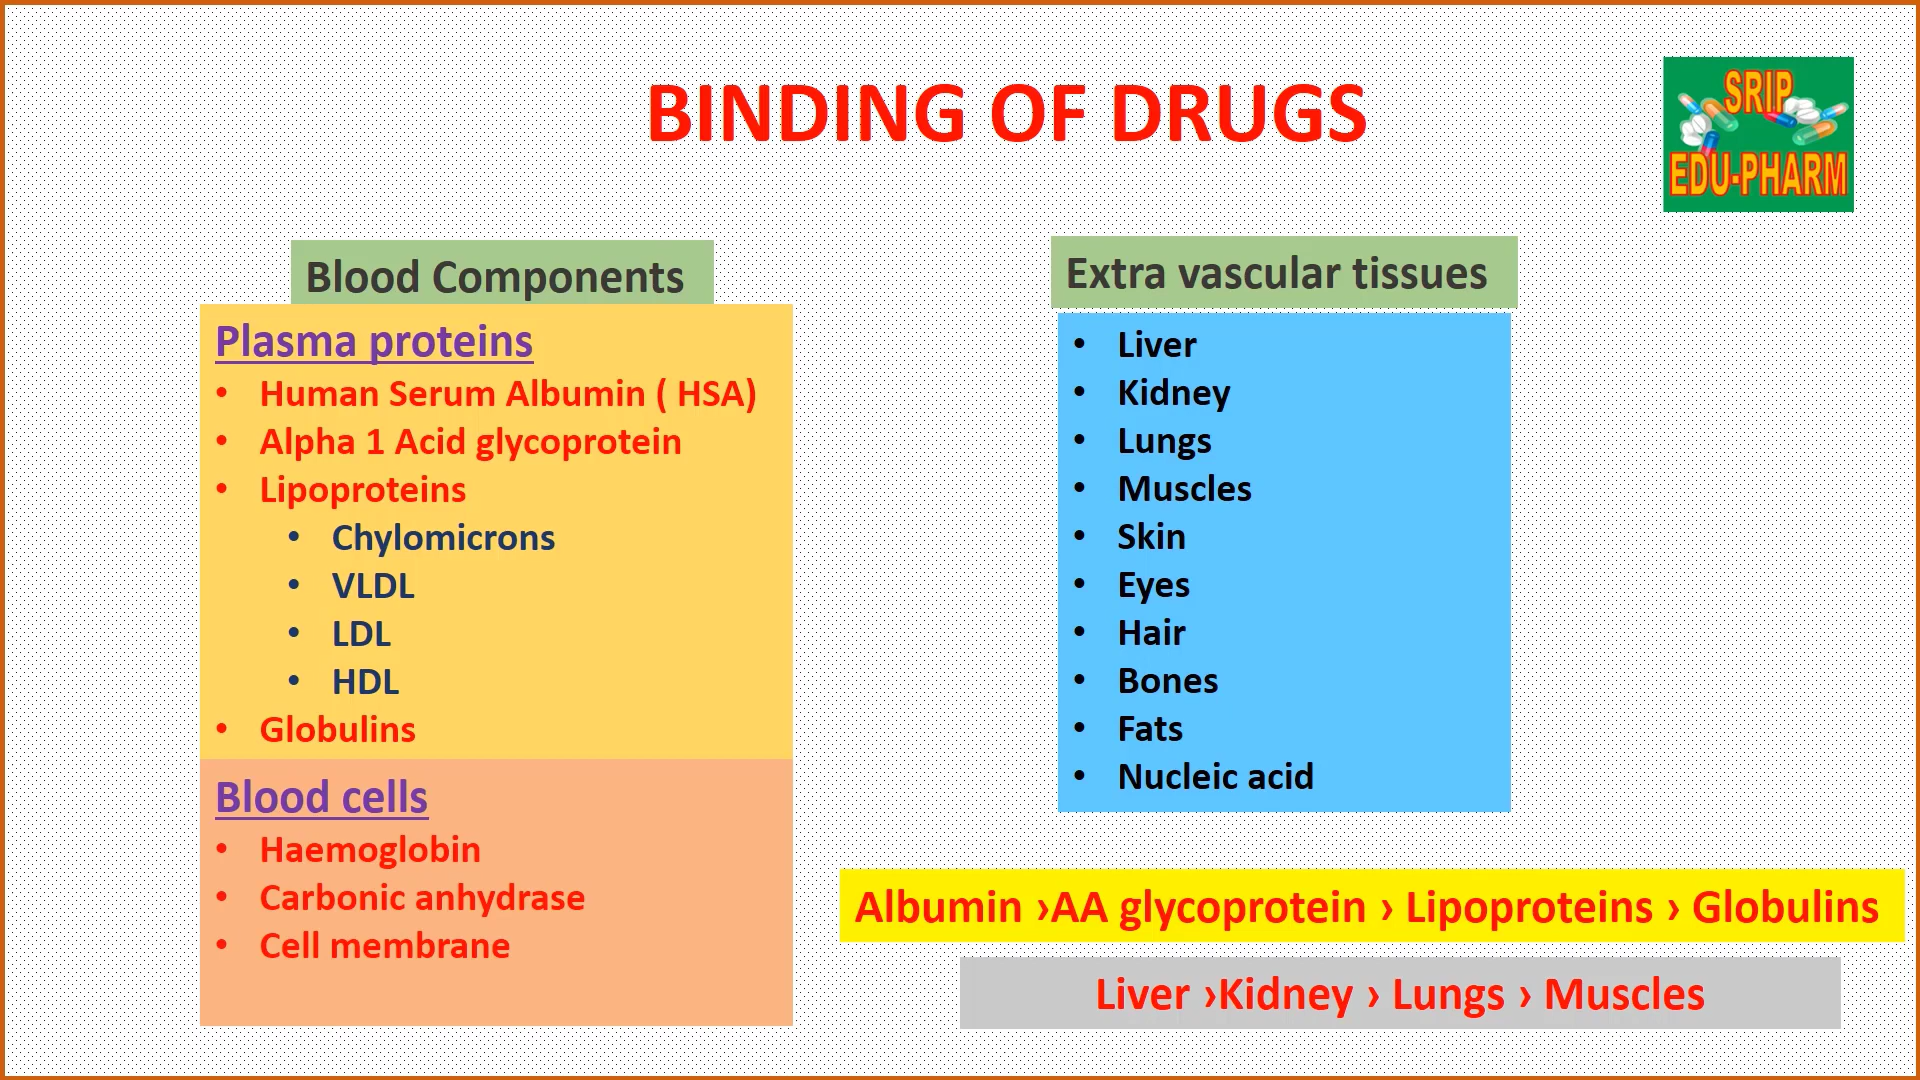 BINDING OF DRUGS
SRIP
EDU-PHARM
Blood Components
Plasma proteins
• Human Serum Albumin ( HSA)
• Alpha 1 Acid glycoprotein
• Lipoproteins
• Chylomicrons
• VLDL
• LDL
• HDL
• Globulins
Blood cells
• Haemoglobin
• Carbonic anhydrase
• Cell membrane
Extra vascular tissues
• Liver
• Kidney
• Lungs
• Muscles
• Skin
• Eyes
• Hair
• Bones
• Fats
• Nucleic acid
Albumin ›AA glycoprotein › Lipoproteins › Globulins
Liver ›Kidney › Lungs › Muscles